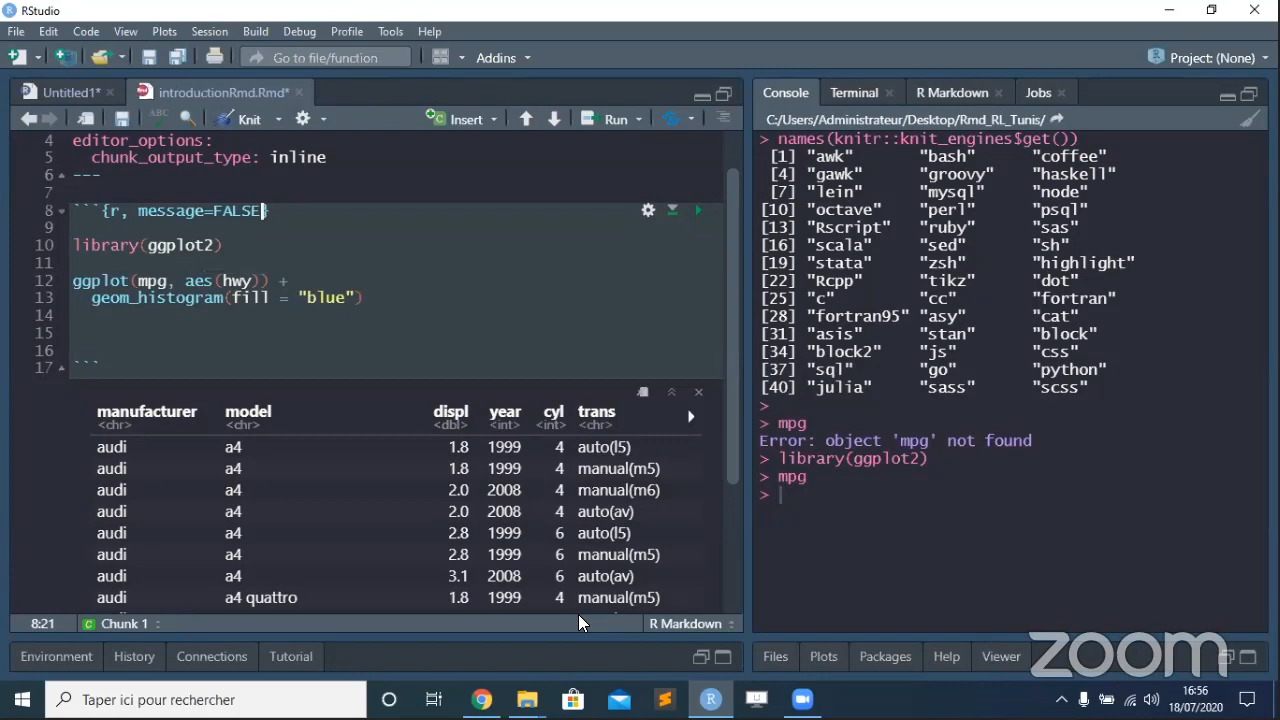 RStudio
File Edit Code View Plots Session Build Debug Profile Tools Help
Go to file/function Addins Project: (None)
Untitled1* introductionRmd.Rmd*
ABC Knit Insert Run
4 editor_options:
5 chunk_output_type: inline
6 ---
7
8 ```{r, message=FALSE}
9
10 library(ggplot2)
11
12 ggplot(mpg, aes(hwy)) +
13 geom_histogram(fill = "blue")
14
15
16
17 ```
manufacturer model displ year cyl trans
<chr> <chr> <dbl> <int> <int> <chr>
audi a4 1.8 1999 4 auto(l5)
audi a4 1.8 1999 4 manual(m5)
audi a4 2.0 2008 4 manual(m6)
audi a4 2.0 2008 4 auto(av)
audi a4 2.8 1999 6 auto(l5)
audi a4 2.8 1999 6 manual(m5)
audi a4 3.1 2008 6 auto(av)
audi a4 quattro 1.8 1999 4 manual(m5)
8:21 Chunk 1 R Markdown
Environment History Connections Tutorial
Console Terminal R Markdown Jobs
C:/Users/Administrateur/Desktop/Rmd_RL_Tunis/
> names(knitr::knit_engines$get())
[1] "awk" "bash" "coffee"
[4] "gawk" "groovy" "haskell"
[7] "lein" "mysql" "node"
[10] "octave" "perl" "psql"
[13] "Rscript" "ruby" "sas"
[16] "scala" "sed" "sh"
[19] "stata" "zsh" "highlight"
[22] "Rcpp" "tikz" "dot"
[25] "c" "cc" "fortran"
[28] "fortran95" "asy" "cat"
[31] "asis" "stan" "block"
[34] "block2" "js" "css"
[37] "sql" "go" "python"
[40] "julia" "sass" "scss"
>
> mpg
Error: object 'mpg' not found
> library(ggplot2)
> mpg
>
Files Plots Packages Help Viewer
zoom
Taper ici pour rechercher
16:56
18/07/2020